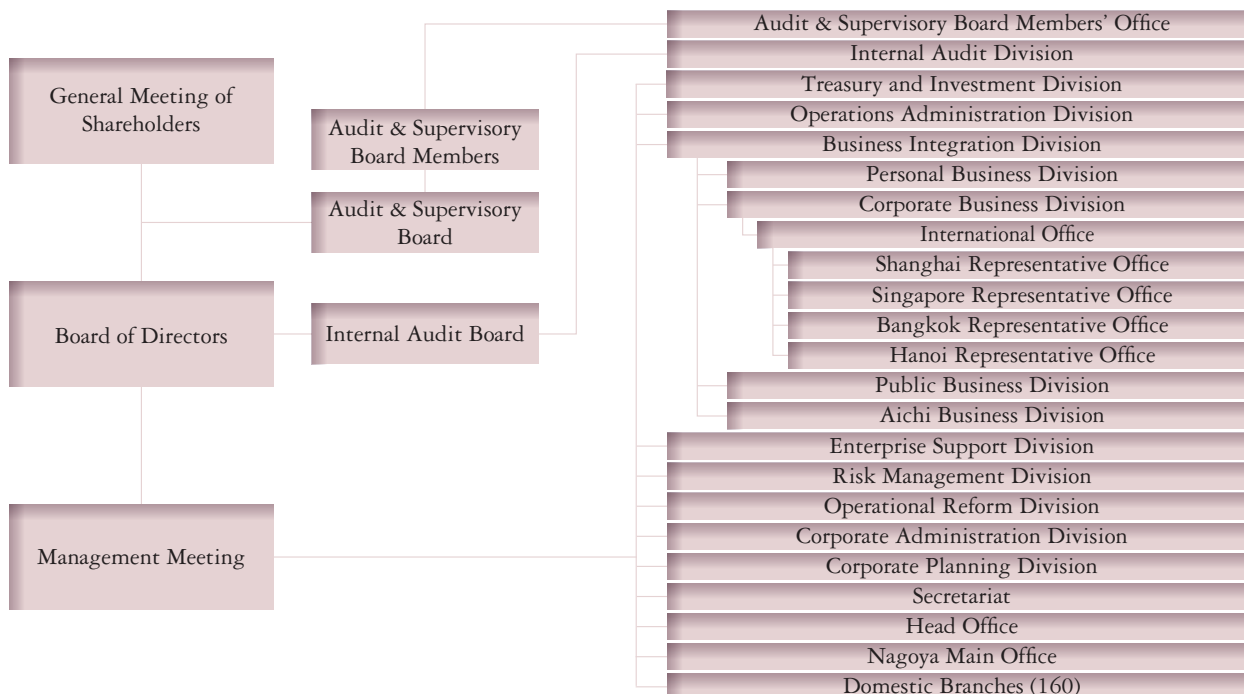 General Meeting of
Shareholders
Board of Directors
Management Meeting
Audit & Supervisory
Board Members
Audit & Supervisory
Board
Internal Audit Board
Audit & Supervisory Board Members’ Office
Internal Audit Division
Treasury and Investment Division
Operations Administration Division
Business Integration Division
Personal Business Division
Corporate Business Division
International Office
Shanghai Representative Office
Singapore Representative Office
Bangkok Representative Office
Hanoi Representative Office
Public Business Division
Aichi Business Division
Enterprise Support Division
Risk Management Division
Operational Reform Division
Corporate Administration Division
Corporate Planning Division
Secretariat
Head Office
Nagoya Main Office
Domestic Branches (160)